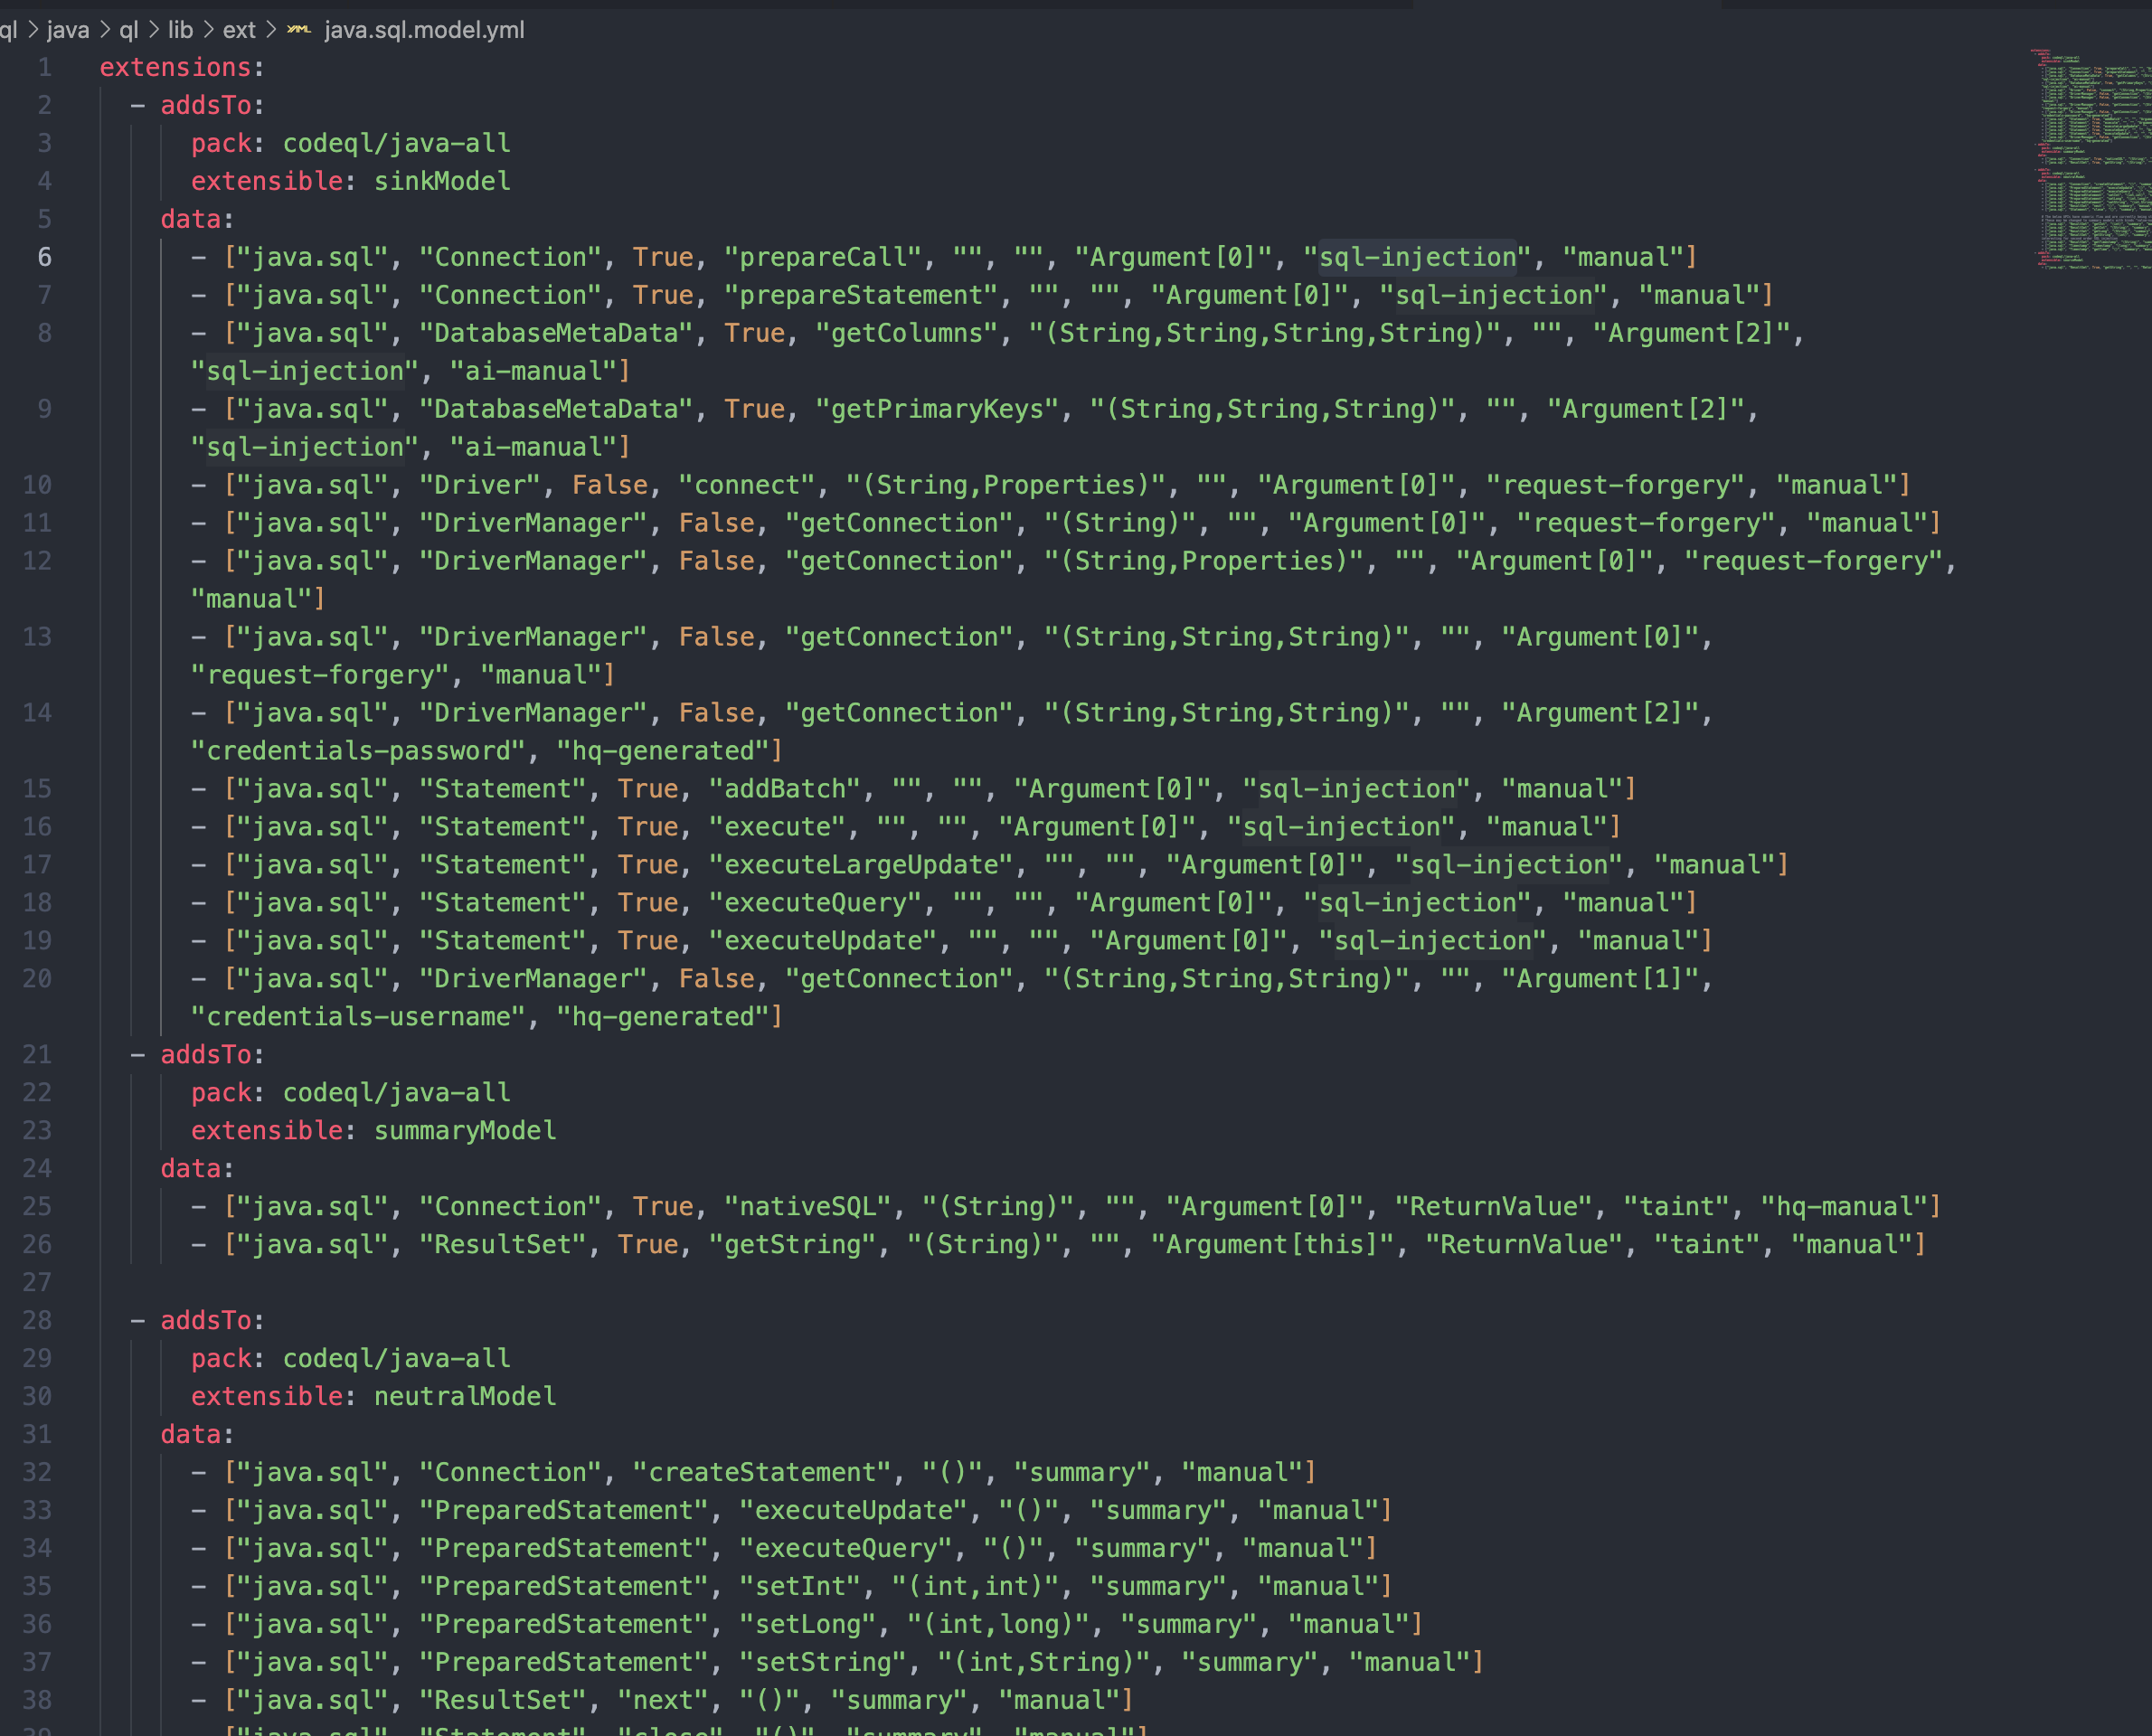 ql > java > ql > lib > ext > YAML java.sql.model.yml
1 extensions:
2 - addsTo:
3 pack: codeql/java-all
4 extensible: sinkModel
5 data:
6 - ["java.sql", "Connection", True, "prepareCall", "", "", "Argument[0]", "sql-injection", "manual"]
7 - ["java.sql", "Connection", True, "prepareStatement", "", "", "Argument[0]", "sql-injection", "manual"]
8 - ["java.sql", "DatabaseMetaData", True, "getColumns", "(String,String,String,String)", "", "Argument[2]",
"sql-injection", "ai-manual"]
9 - ["java.sql", "DatabaseMetaData", True, "getPrimaryKeys", "(String,String,String)", "", "Argument[2]",
"sql-injection", "ai-manual"]
10 - ["java.sql", "Driver", False, "connect", "(String,Properties)", "", "Argument[0]", "request-forgery", "manual"]
11 - ["java.sql", "DriverManager", False, "getConnection", "(String)", "", "Argument[0]", "request-forgery", "manual"]
12 - ["java.sql", "DriverManager", False, "getConnection", "(String,Properties)", "", "Argument[0]", "request-forgery",
"manual"]
13 - ["java.sql", "DriverManager", False, "getConnection", "(String,String,String)", "", "Argument[0]",
"request-forgery", "manual"]
14 - ["java.sql", "DriverManager", False, "getConnection", "(String,String,String)", "", "Argument[2]",
"credentials-password", "hq-generated"]
15 - ["java.sql", "Statement", True, "addBatch", "", "", "Argument[0]", "sql-injection", "manual"]
16 - ["java.sql", "Statement", True, "execute", "", "", "Argument[0]", "sql-injection", "manual"]
17 - ["java.sql", "Statement", True, "executeLargeUpdate", "", "", "Argument[0]", "sql-injection", "manual"]
18 - ["java.sql", "Statement", True, "executeQuery", "", "", "Argument[0]", "sql-injection", "manual"]
19 - ["java.sql", "Statement", True, "executeUpdate", "", "", "Argument[0]", "sql-injection", "manual"]
20 - ["java.sql", "DriverManager", False, "getConnection", "(String,String,String)", "", "Argument[1]",
"credentials-username", "hq-generated"]
21 - addsTo:
22 pack: codeql/java-all
23 extensible: summaryModel
24 data:
25 - ["java.sql", "Connection", True, "nativeSQL", "(String)", "", "Argument[0]", "ReturnValue", "taint", "hq-manual"]
26 - ["java.sql", "ResultSet", True, "getString", "(String)", "", "Argument[this]", "ReturnValue", "taint", "manual"]
27
28 - addsTo:
29 pack: codeql/java-all
30 extensible: neutralModel
31 data:
32 - ["java.sql", "Connection", "createStatement", "()", "summary", "manual"]
33 - ["java.sql", "PreparedStatement", "executeUpdate", "()", "summary", "manual"]
34 - ["java.sql", "PreparedStatement", "executeQuery", "()", "summary", "manual"]
35 - ["java.sql", "PreparedStatement", "setInt", "(int,int)", "summary", "manual"]
36 - ["java.sql", "PreparedStatement", "setLong", "(int,long)", "summary", "manual"]
37 - ["java.sql", "PreparedStatement", "setString", "(int,String)", "summary", "manual"]
38 - ["java.sql", "ResultSet", "next", "()", "summary", "manual"]
39 - ["java.sql", "Statement", "close", "()", "summary", "manual"]